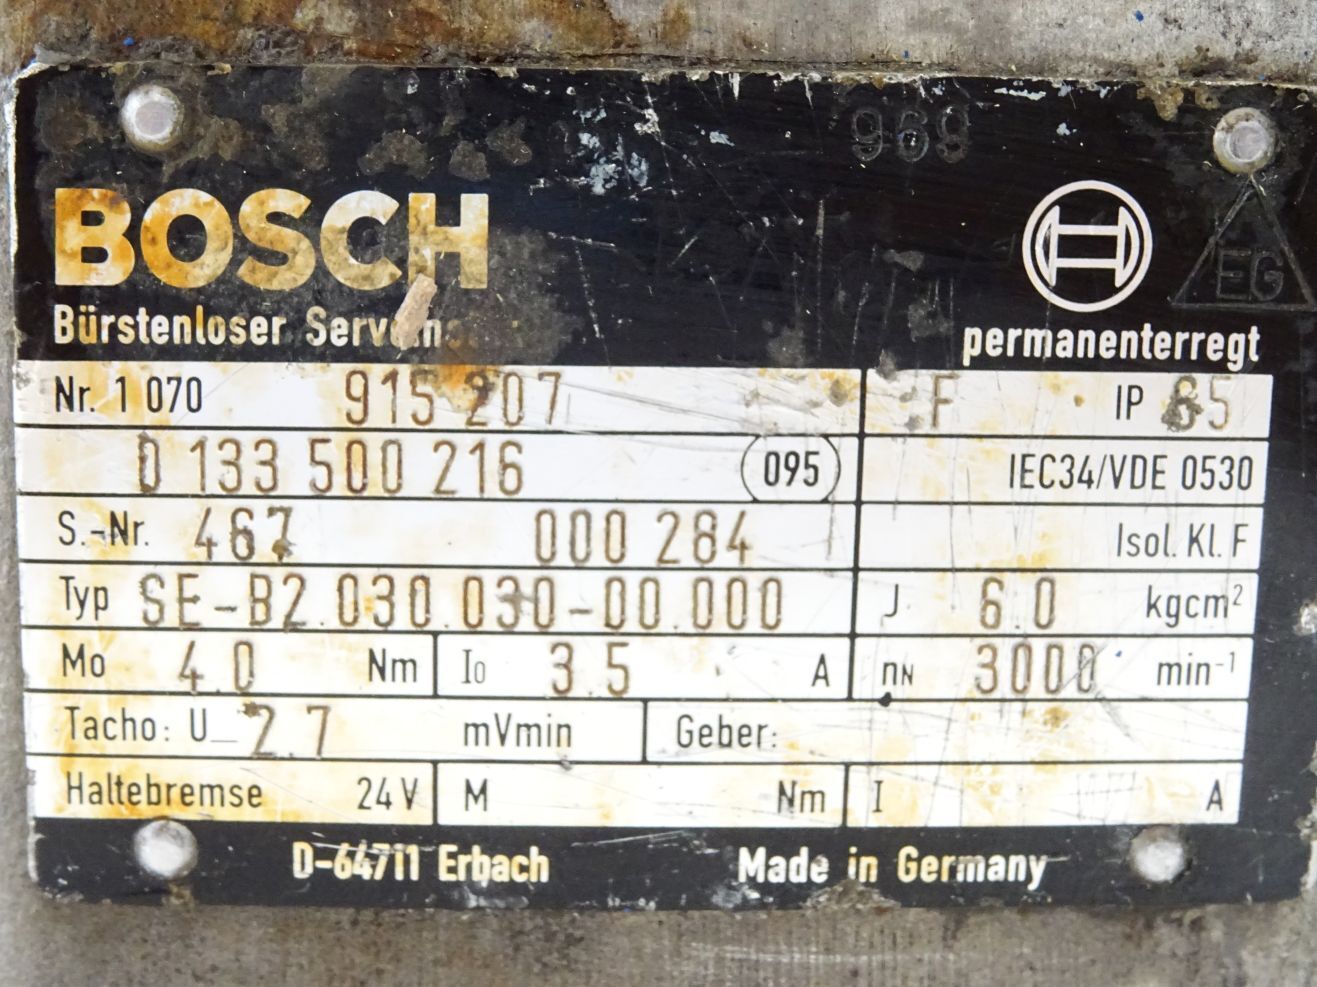 969
BOSCH
EG
Bürstenloser
permanenterregt
Nr. 1 070 915 207 F IP 65
0 133 500 216 095 IEC34/VDE 0530
S.-Nr. 467 000 284 Isol. Kl. F
Typ SE-B2.030.030-00.000 J 6.0 kgcm²
Mo 4.0 Nm I0 3.5 A nN 3000 min-1
Tacho: U_ 2.7 mVmin Geber:
Haltebremse 24V M Nm I A
D-64711 Erbach Made in Germany